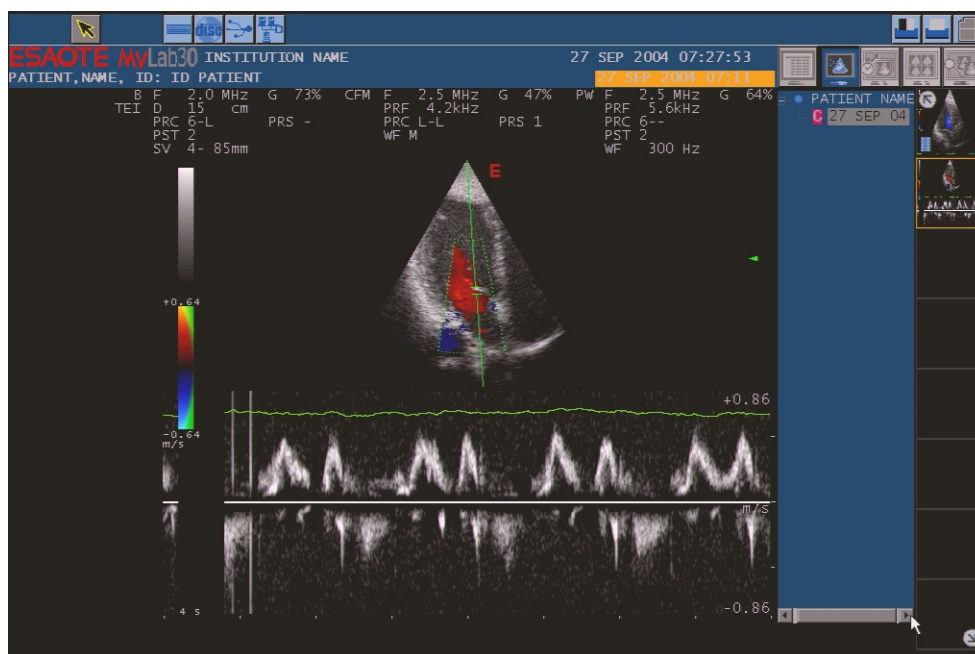 disc
ESAOTE MyLab30 INSTITUTION NAME 27 SEP 2004 07:27:53
PATIENT,NAME, ID: ID PATIENT 27 SEP 2004 07:11
B F 2.0 MHz G 73% CFM F 2.5 MHz G 47% PW F 2.5 MHz G 64%
TEI D 15 cm PRF 4.2kHz PRF 5.6kHz
PRC 6-L PRS - PRC L-L PRS 1 PRC 6--
PST 2 WF M PST 2
SV 4- 85mm WF 300 Hz
PATIENT NAME
C 27 SEP 04
E
+0.64
-0.64
m/s
+0.86
m/s
-0.86
4 5